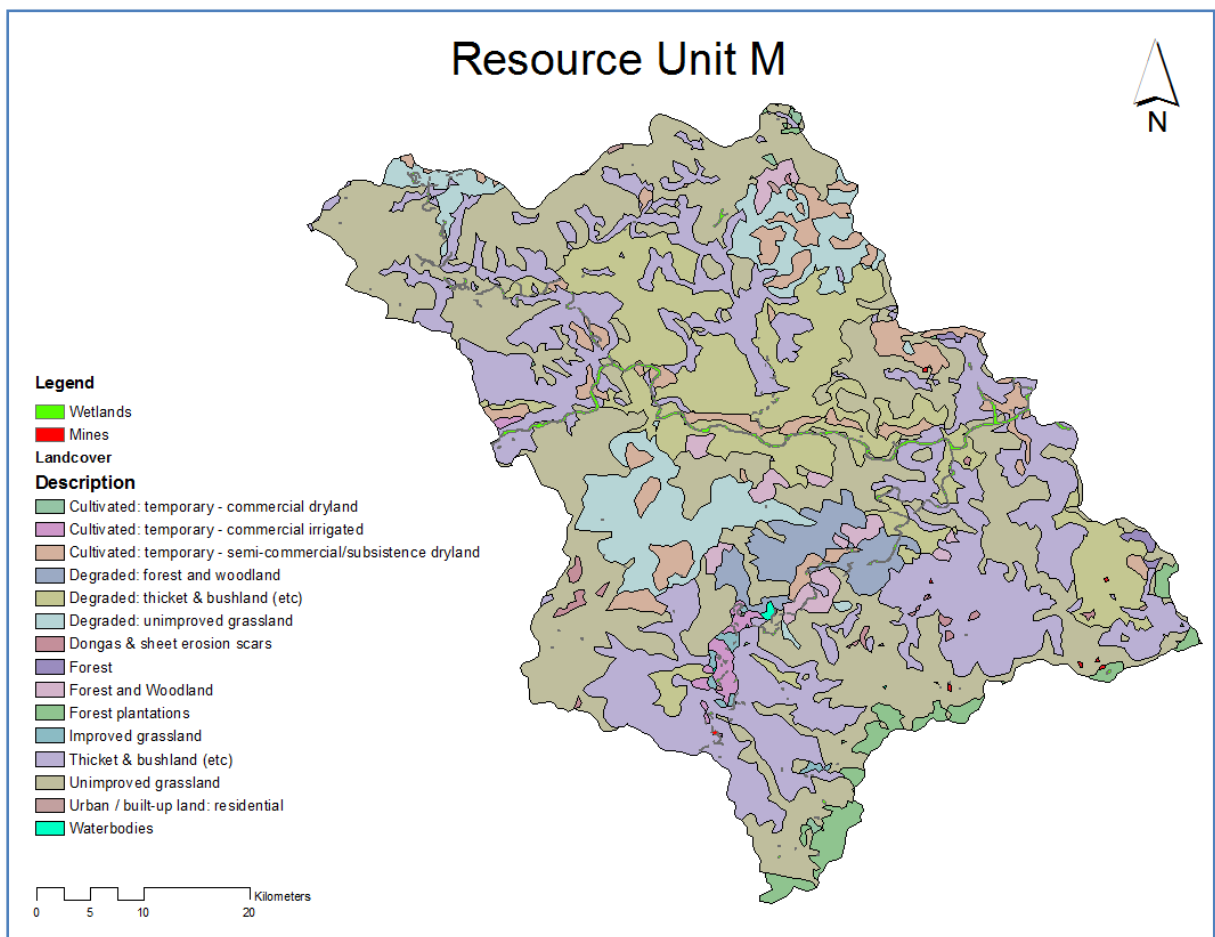 Resource Unit M
N
Legend
Wetlands
Mines
Landcover
Description
Cultivated: temporary - commercial dryland
Cultivated: temporary - commercial irrigated
Cultivated: temporary - semi-commercial/subsistence dryland
Degraded: forest and woodland
Degraded: thicket & bushland (etc)
Degraded: unimproved grassland
Dongas & sheet erosion scars
Forest
Forest and Woodland
Forest plantations
Improved grassland
Thicket & bushland (etc)
Unimproved grassland
Urban / built-up land: residential
Waterbodies
Kilometers
0 5 10 20